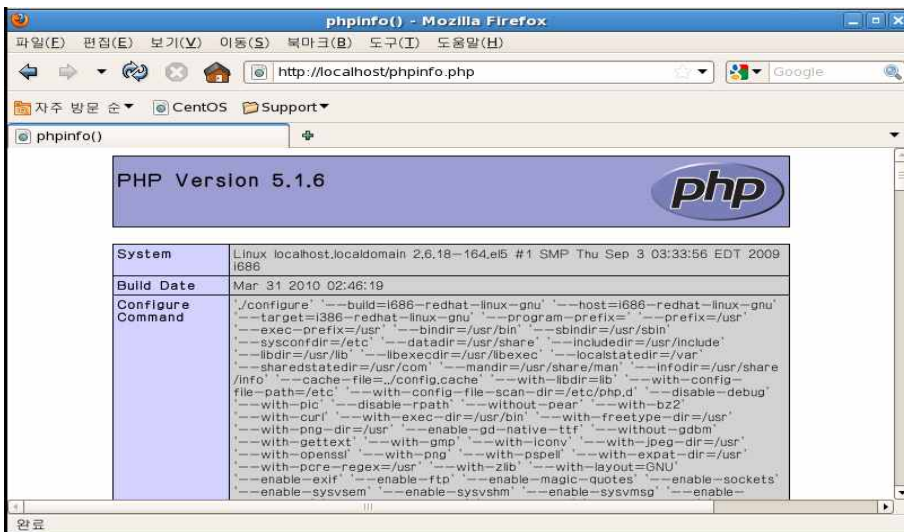 phpinfo() - Mozilla Firefox
파일(F) 편집(E) 보기(V) 이동(S) 북마크(B) 도구(T) 도움말(H)
http://localhost/phpinfo.php
Google
자주 방문 순 CentOS Support
phpinfo()
PHP Version 5.1.6
php
System Linux localhost.localdomain 2.6.18-164.el5 #1 SMP Thu Sep 3 03:33:56 EDT 2009
i686
Build Date Mar 31 2010 02:46:19
Configure
Command
'./configure' '--build=i686-redhat-linux-gnu' '--host=i686-redhat-linux-gnu'
'--target=i386-redhat-linux-gnu' '--program-prefix=' '--prefix=/usr'
'--exec-prefix=/usr' '--bindir=/usr/bin' '--sbindir=/usr/sbin'
'--sysconfdir=/etc' '--datadir=/usr/share' '--includedir=/usr/include'
'--libdir=/usr/lib' '--libexecdir=/usr/libexec' '--localstatedir=/var'
'--sharedstatedir=/usr/com' '--mandir=/usr/share/man' '--infodir=/usr/share
/info' '--cache-file=../config.cache' '--with-libdir=lib' '--with-config-
file-path=/etc' '--with-config-file-scan-dir=/etc/php.d' '--disable-debug'
'--with-pic' '--disable-rpath' '--without-pear' '--with-bz2'
'--with-curl' '--with-exec-dir=/usr/bin' '--with-freetype-dir=/usr'
'--with-png-dir=/usr' '--enable-gd-native-ttf' '--without-gdbm'
'--with-gettext' '--with-gmp' '--with-iconv' '--with-jpeg-dir=/usr'
'--with-openssl' '--with-png' '--with-pspell' '--with-expat-dir=/usr'
'--with-pcre-regex=/usr' '--with-zlib' '--with-layout=GNU'
'--enable-exif' '--enable-ftp' '--enable-magic-quotes' '--enable-sockets'
'--enable-sysvsem' '--enable-sysvshm' '--enable-sysvmsg' '--enable-
완료